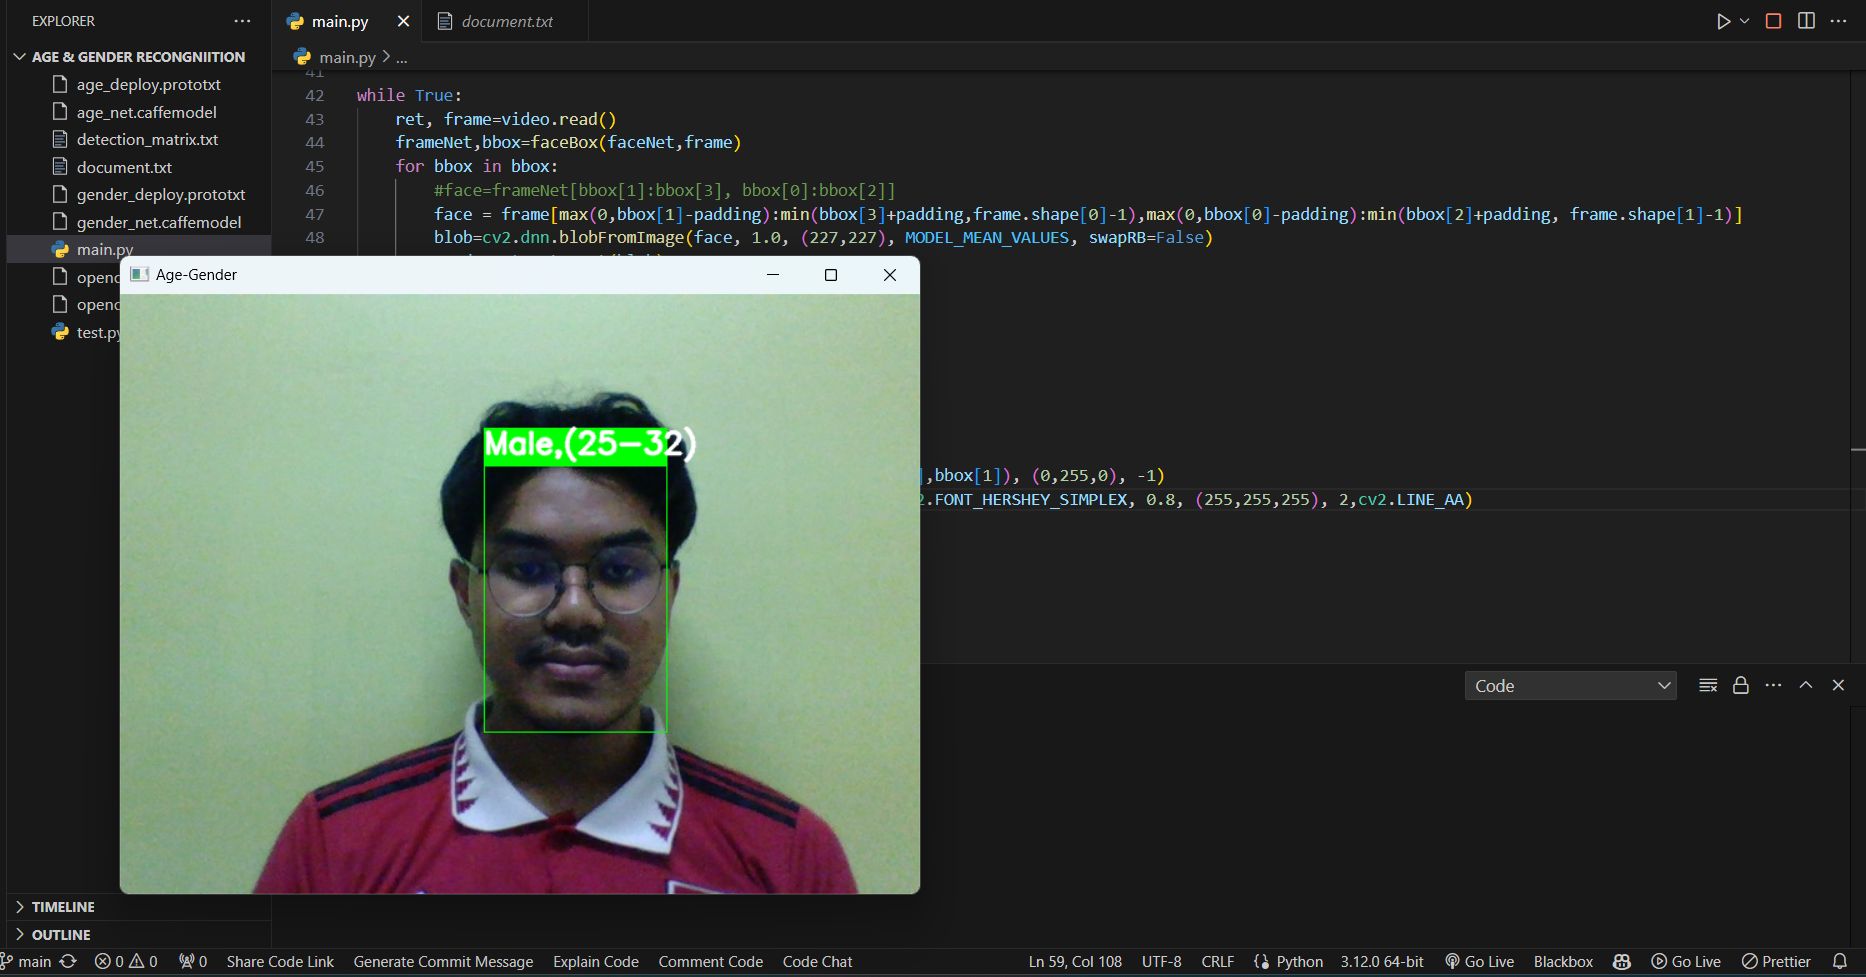 EXPLORER
AGE & GENDER RECONGNIITION
age_deploy.prototxt
age_net.caffemodel
detection_matrix.txt
document.txt
gender_deploy.prototxt
gender_net.caffemodel
main.py
openc
openc
test.py
TIMELINE
OUTLINE
main.py
document.txt
main.py > ...
41
42 while True:
43 ret, frame=video.read()
44 frameNet,bbox=faceBox(faceNet,frame)
45 for bbox in bbox:
46 #face=frameNet[bbox[1]:bbox[3], bbox[0]:bbox[2]]
47 face = frame[max(0,bbox[1]-padding):min(bbox[3]+padding,frame.shape[0]-1),max(0,bbox[0]-padding):min(bbox[2]+padding, frame.shape[1]-1)]
48 blob=cv2.dnn.blobFromImage(face, 1.0, (227,227), MODEL_MEAN_VALUES, swapRB=False)
],bbox[1]), (0,255,0), -1)
2.FONT_HERSHEY_SIMPLEX, 0.8, (255,255,255), 2,cv2.LINE_AA)
Age-Gender
Male,(25-32)
Code
main 0 0 0 Share Code Link Generate Commit Message Explain Code Comment Code Code Chat Ln 59, Col 108 UTF-8 CRLF Python 3.12.0 64-bit Go Live Blackbox Go Live Prettier